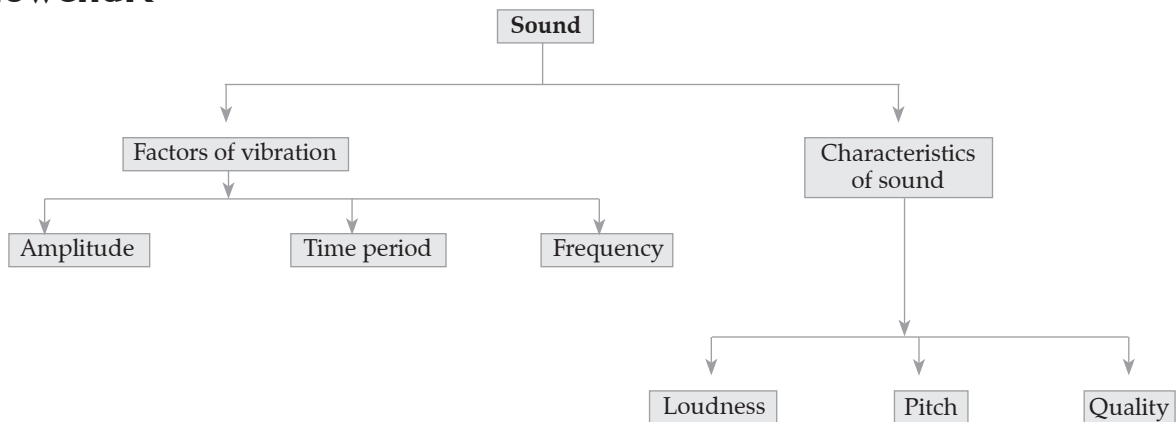 Sound
Factors of vibration
Characteristics
of sound
Amplitude
Time period
Frequency
Loudness
Pitch
Quality